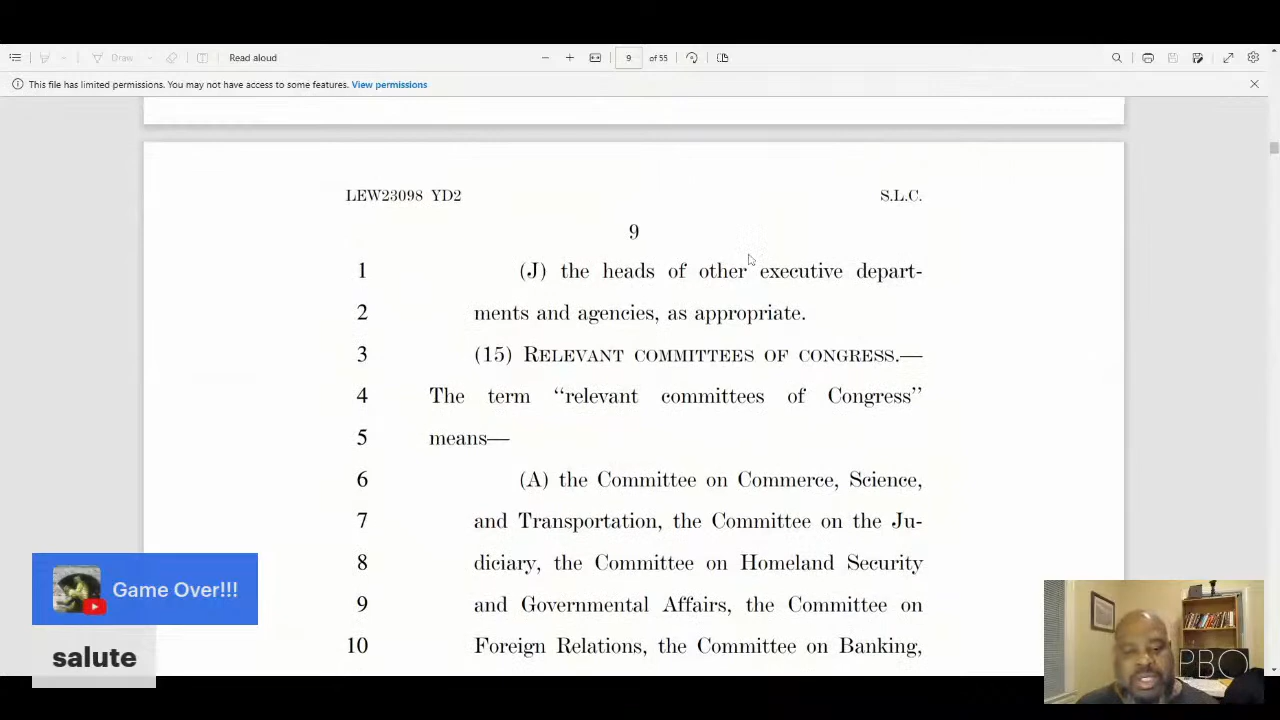 Draw
Read aloud
9
of 55
This file has limited permissions. You may not have access to some features. View permissions
LEW23098 YD2
S.L.C.
9
1 (J) the heads of other executive depart-
2 ments and agencies, as appropriate.
3 (15) RELEVANT COMMITTEES OF CONGRESS.—
4 The term ‘‘relevant committees of Congress’’
5 means—
6 (A) the Committee on Commerce, Science,
7 and Transportation, the Committee on the Ju-
8 diciary, the Committee on Homeland Security
9 and Governmental Affairs, the Committee on
10 Foreign Relations, the Committee on Banking,
Game Over!!!
salute
PBO